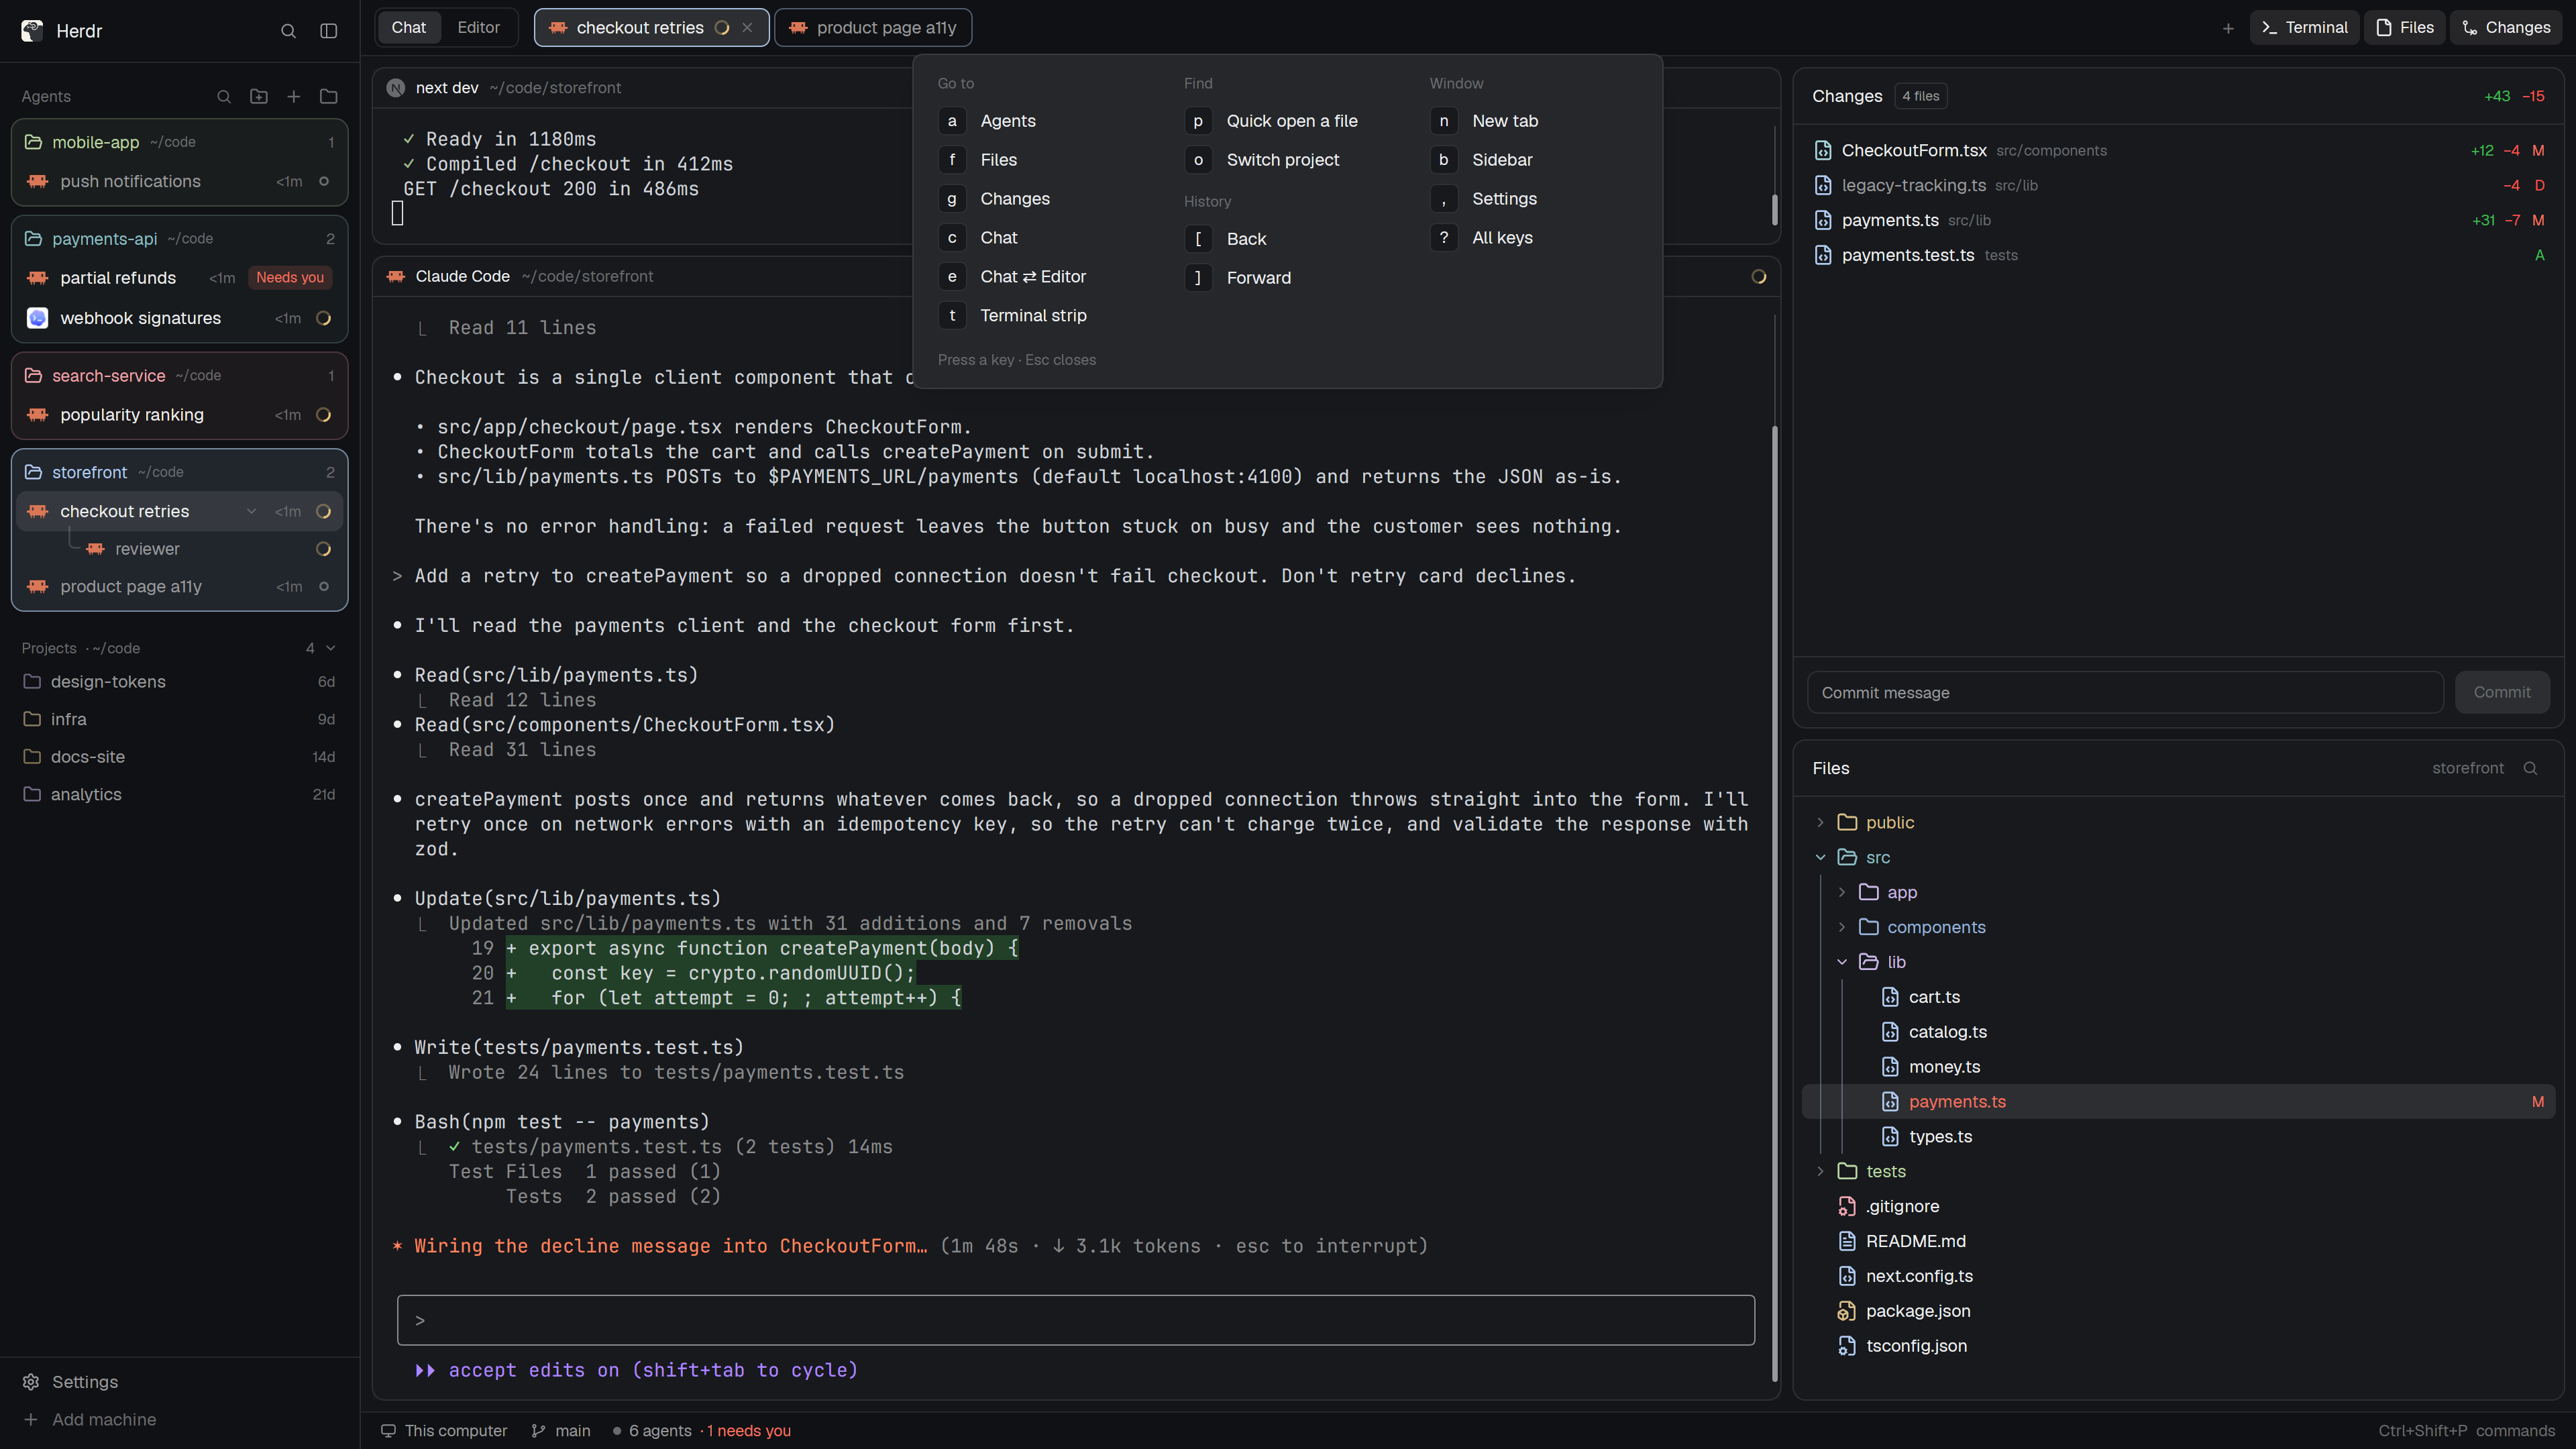 Herdr
Agents
mobile-app ~/code 1
push notifications <1m
payments-api ~/code 2
partial refunds <1m Needs you
webhook signatures <1m
search-service ~/code 1
popularity ranking <1m
storefront ~/code 2
checkout retries <1m
reviewer
product page a11y <1m
Projects · ~/code 4
design-tokens 6d
infra 9d
docs-site 14d
analytics 21d
Settings
+ Add machine
Chat Editor checkout retries × product page a11y + Terminal Files Changes
N next dev ~/code/storefront
✓ Ready in 1180ms
✓ Compiled /checkout in 412ms
GET /checkout 200 in 486ms
Go to
a Agents
f Files
g Changes
c Chat
e Chat ⇄ Editor
t Terminal strip
Find
p Quick open a file
o Switch project
History
[ Back
] Forward
Window
n New tab
b Sidebar
, Settings
? All keys
Press a key · Esc closes
Claude Code ~/code/storefront
⎣ Read 11 lines
● Checkout is a single client component that
• src/app/checkout/page.tsx renders CheckoutForm.
• CheckoutForm totals the cart and calls createPayment on submit.
• src/lib/payments.ts POSTs to $PAYMENTS_URL/payments (default localhost:4100) and returns the JSON as-is.
There's no error handling: a failed request leaves the button stuck on busy and the customer sees nothing.
> Add a retry to createPayment so a dropped connection doesn't fail checkout. Don't retry card declines.
● I'll read the payments client and the checkout form first.
● Read(src/lib/payments.ts)
⎣ Read 12 lines
● Read(src/components/CheckoutForm.tsx)
⎣ Read 31 lines
● createPayment posts once and returns whatever comes back, so a dropped connection throws straight into the form. I'll
retry once on network errors with an idempotency key, so the retry can't charge twice, and validate the response with
zod.
● Update(src/lib/payments.ts)
⎣ Updated src/lib/payments.ts with 31 additions and 7 removals
19 + export async function createPayment(body) {
20 + const key = crypto.randomUUID();
21 + for (let attempt = 0; ; attempt++) {
● Write(tests/payments.test.ts)
⎣ Wrote 24 lines to tests/payments.test.ts
● Bash(npm test -- payments)
⎣ ✓ tests/payments.test.ts (2 tests) 14ms
Test Files 1 passed (1)
Tests 2 passed (2)
✶ Wiring the decline message into CheckoutForm… (1m 48s · ↓ 3.1k tokens · esc to interrupt)
>
⏵⏵ accept edits on (shift+tab to cycle)
Changes 4 files +43 −15
CheckoutForm.tsx src/components +12 −4 M
legacy-tracking.ts src/lib −4 D
payments.ts src/lib +31 −7 M
payments.test.ts tests A
Commit message Commit
Files storefront
public
src
app
components
lib
cart.ts
catalog.ts
money.ts
payments.ts M
types.ts
tests
.gitignore
README.md
next.config.ts
package.json
tsconfig.json
This computer main 6 agents · 1 needs you Ctrl+Shift+P commands